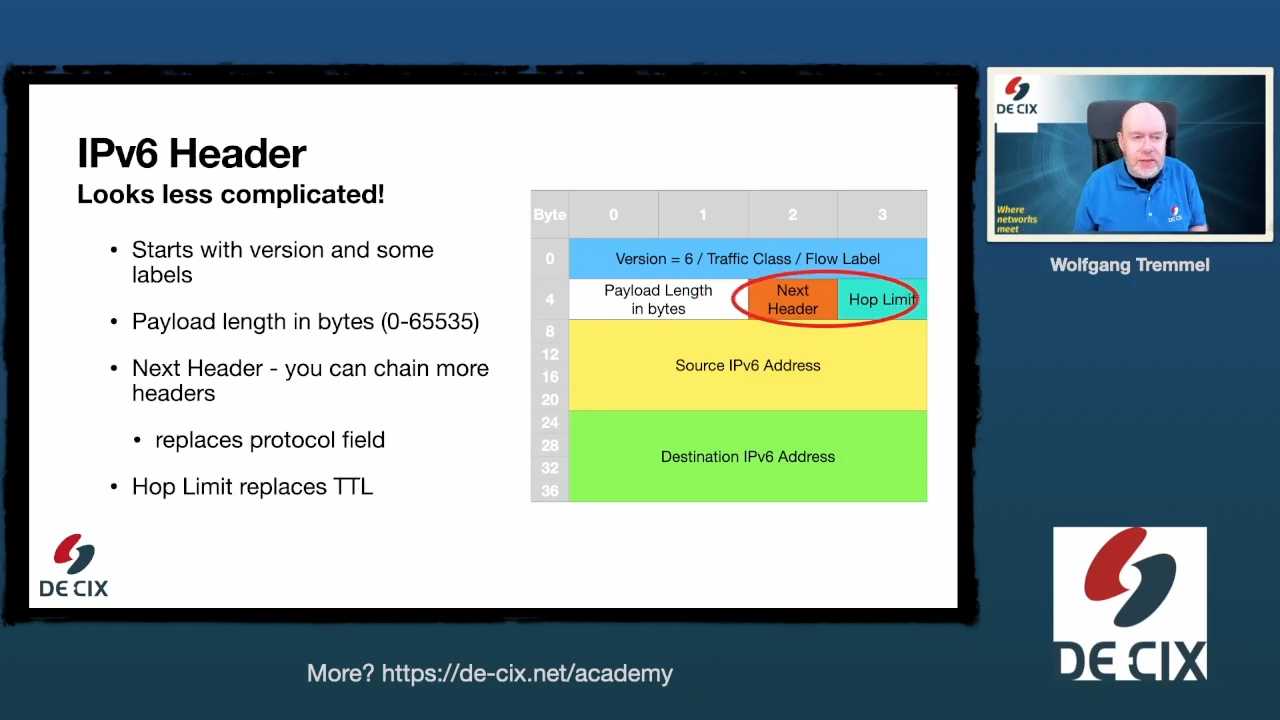 IPv6 Header
Looks less complicated!
• Starts with version and some
labels
• Payload length in bytes (0-65535)
• Next Header - you can chain more
headers
• replaces protocol field
• Hop Limit replaces TTL
Byte 0 1 2 3
0 Version = 6 / Traffic Class / Flow Label
4 Payload Length
in bytes
Next
Header
Hop Limit
8
12
16
20
Source IPv6 Address
24
28
32
36
Destination IPv6 Address
DE CIX
DE CIX
Where
networks
meet
DE CIX
Wolfgang Tremmel
DE CIX
More? https://de-cix.net/academy